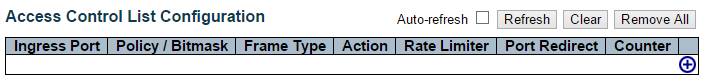 Access Control List Configuration
Auto-refresh Refresh Clear Remove All
Ingress Port Policy / Bitmask Frame Type Action Rate Limiter Port Redirect Counter